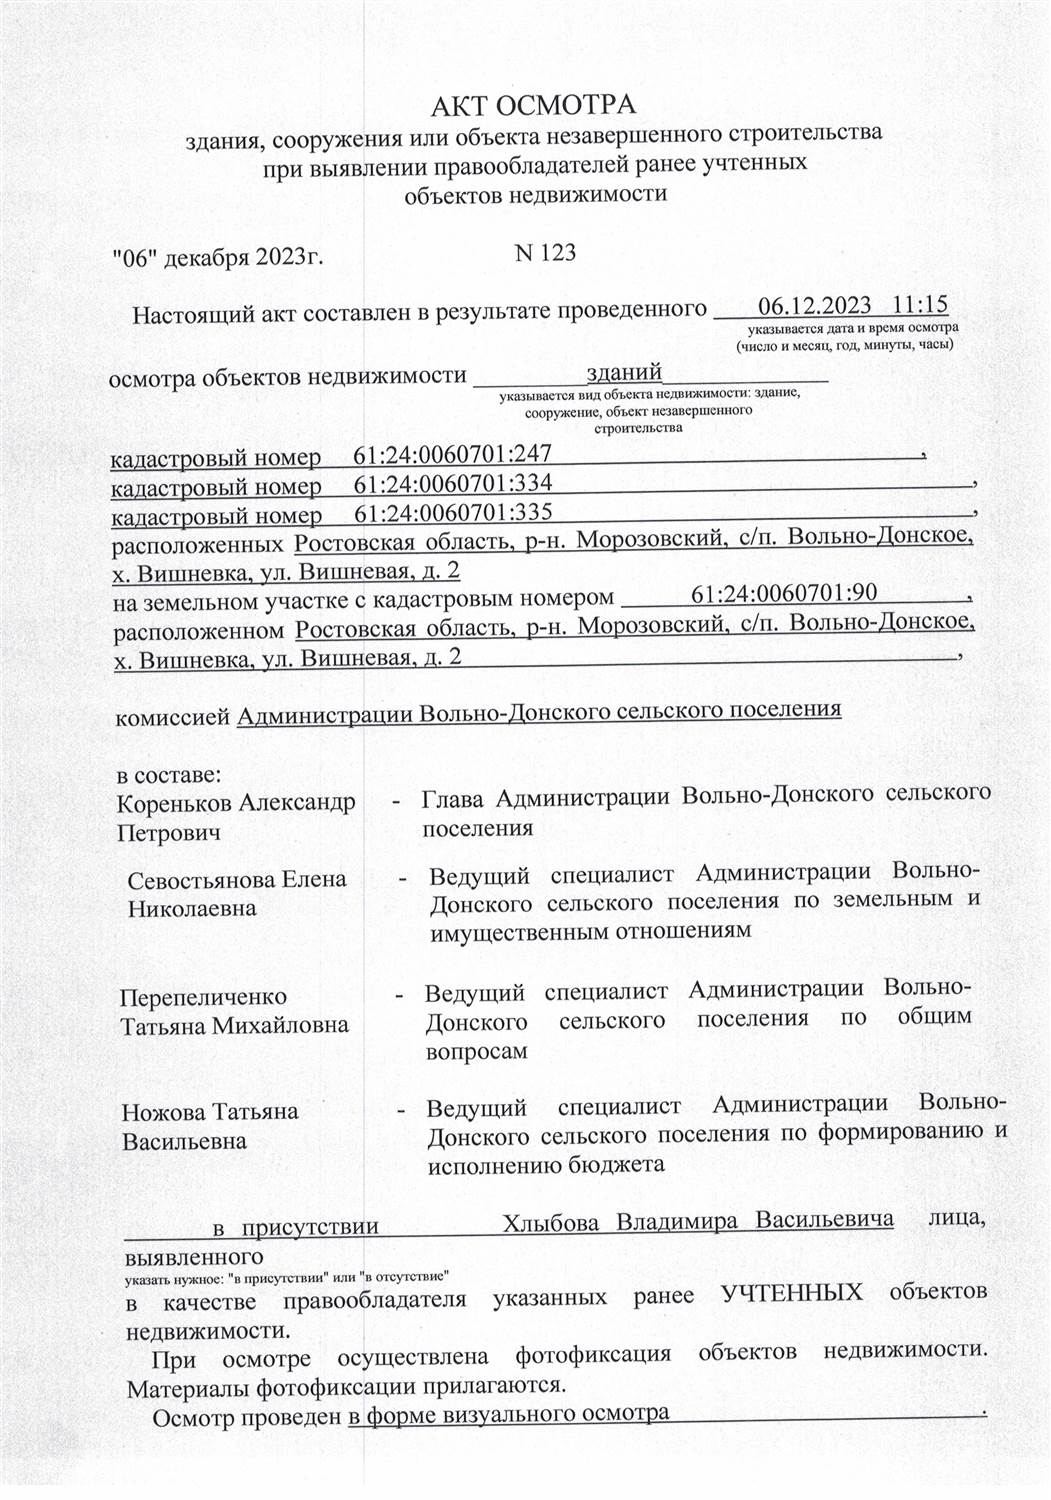 АКТ ОСМОТРА
здания, сооружения или объекта незавершенного строительства
при выявлении правообладателей ранее учтенных
объектов недвижимости
"06" декабря 2023г. N 123
Настоящий акт составлен в результате проведенного 06.12.2023 11:15
указывается дата и время осмотра
(число и месяц, год, минуты, часы)
осмотра объектов недвижимости зданий
указывается вид объекта недвижимости: здание,
сооружение, объект незавершенного
строительства
кадастровый номер 61:24:0060701:247 ,
кадастровый номер 61:24:0060701:334 ,
кадастровый номер 61:24:0060701:335 ,
расположенных Ростовская область, р-н. Морозовский, с/п. Вольно-Донское,
х. Вишневка, ул. Вишневая, д. 2
на земельном участке с кадастровым номером 61:24:0060701:90 ,
расположенном Ростовская область, р-н. Морозовский, с/п. Вольно-Донское,
х. Вишневка, ул. Вишневая, д. 2 ,
комиссией Администрации Вольно-Донского сельского поселения
в составе:
Кореньков Александр - Глава Администрации Вольно-Донского сельского
Петрович поселения
Севостьянова Елена - Ведущий специалист Администрации Вольно-
Николаевна Донского сельского поселения по земельным и
имущественным отношениям
Перепеличенко - Ведущий специалист Администрации Вольно-
Татьяна Михайловна Донского сельского поселения по общим
вопросам
Ножова Татьяна - Ведущий специалист Администрации Вольно-
Васильевна Донского сельского поселения по формированию и
исполнению бюджета
в присутствии Хлыбова Владимира Васильевича лица,
выявленного
указать нужное: "в присутствии" или "в отсутствие"
в качестве правообладателя указанных ранее УЧТЕННЫХ объектов
недвижимости.
При осмотре осуществлена фотофиксация объектов недвижимости.
Материалы фотофиксации прилагаются.
Осмотр проведен в форме визуального осмотра .